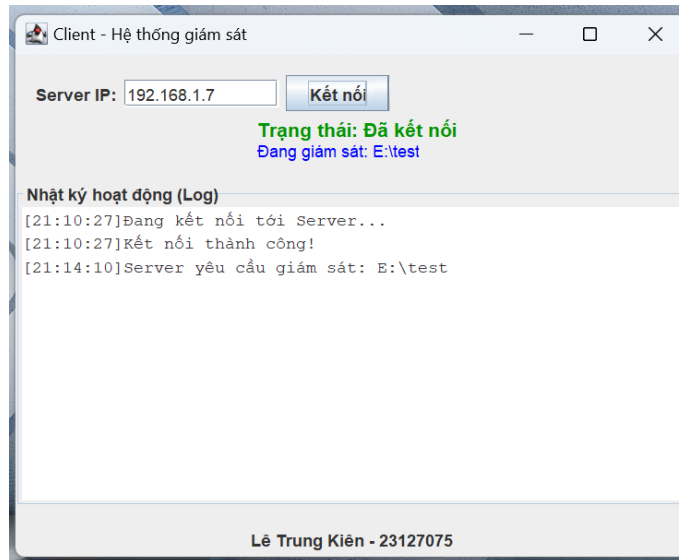 Client - Hệ thống giám sát
Server IP: 192.168.1.7 Kết nối
Trạng thái: Đã kết nối
Đang giám sát: E:\test
Nhật ký hoạt động (Log)
[21:10:27]Đang kết nối tới Server...
[21:10:27]Kết nối thành công!
[21:14:10]Server yêu cầu giám sát: E:\test
Lê Trung Kiên - 23127075